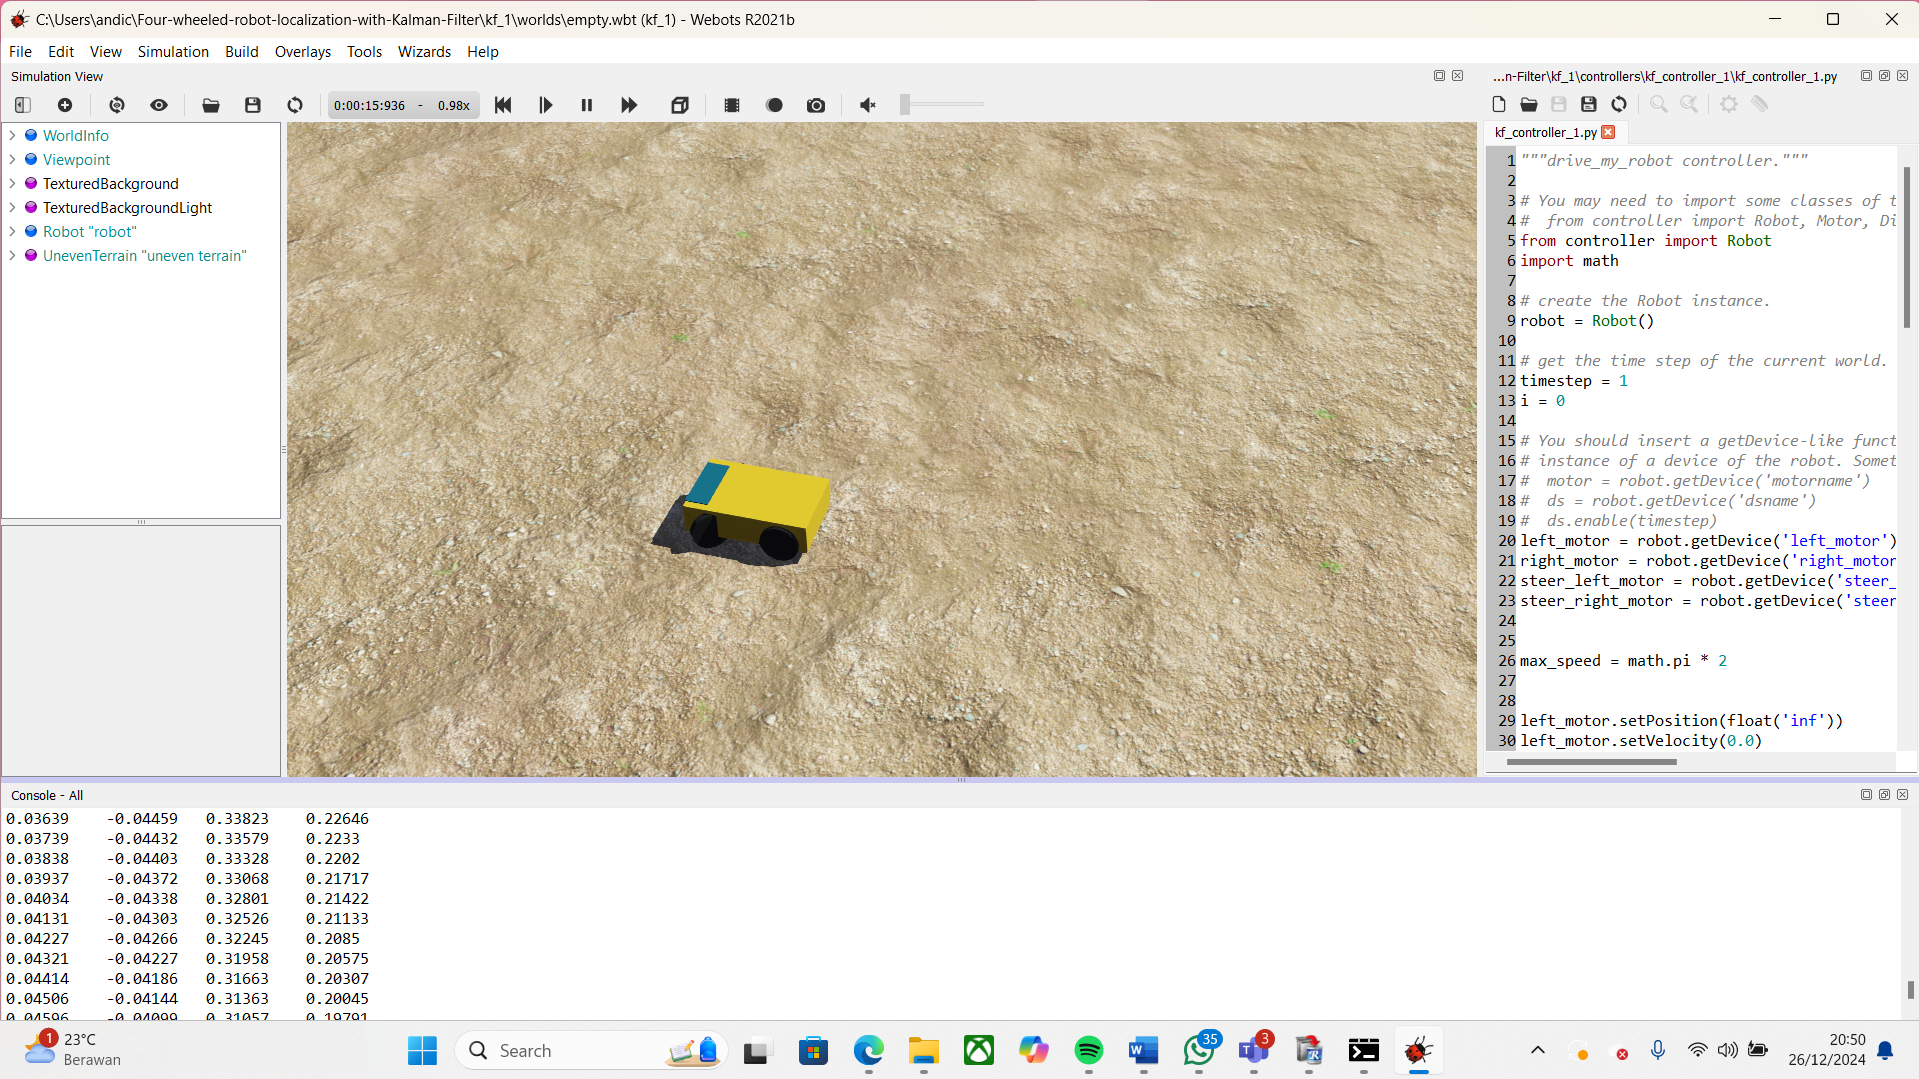 C:\Users\andic\Four-wheeled-robot-localization-with-Kalman-Filter\kf_1\worlds\empty.wbt (kf_1) - Webots R2021b
File Edit View Simulation Build Overlays Tools Wizards Help
Simulation View
...n-Filter\kf_1\controllers\kf_controller_1\kf_controller_1.py
0:00:15:936 - 0.98x
kf_controller_1.py
WorldInfo
Viewpoint
TexturedBackground
TexturedBackgroundLight
Robot "robot"
UnevenTerrain "uneven terrain"
1 """drive_my_robot controller."""
2
3 # You may need to import some classes of t
4 #  from controller import Robot, Motor, Di
5 from controller import Robot
6 import math
7
8 # create the Robot instance.
9 robot = Robot()
10
11 # get the time step of the current world.
12 timestep = 1
13 i = 0
14
15 # You should insert a getDevice-like funct
16 # instance of a device of the robot. Somet
17 #  motor = robot.getDevice('motorname')
18 #  ds = robot.getDevice('dsname')
19 #  ds.enable(timestep)
20 left_motor = robot.getDevice('left_motor')
21 right_motor = robot.getDevice('right_motor
22 steer_left_motor = robot.getDevice('steer_
23 steer_right_motor = robot.getDevice('steer
24
25
26 max_speed = math.pi * 2
27
28
29 left_motor.setPosition(float('inf'))
30 left_motor.setVelocity(0.0)
Console - All
0.03639 -0.04459 0.33823 0.22646
0.03739 -0.04432 0.33579 0.2233
0.03838 -0.04403 0.33328 0.2202
0.03937 -0.04372 0.33068 0.21717
0.04034 -0.04338 0.32801 0.21422
0.04131 -0.04303 0.32526 0.21133
0.04227 -0.04266 0.32245 0.2085
0.04321 -0.04227 0.31958 0.20575
0.04414 -0.04186 0.31663 0.20307
0.04506 -0.04144 0.31363 0.20045
0.04596 -0.04099 0.31057 0.19791
1
23°C
Berawan
Search
35
3
20:50
26/12/2024